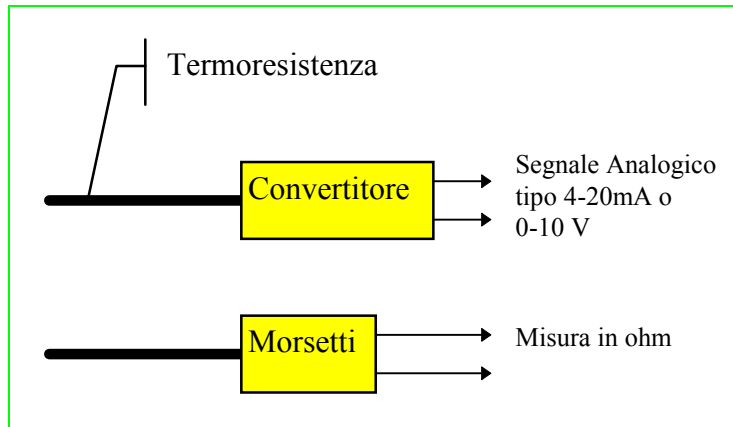 Termoresistenza
Convertitore
Segnale Analogico
tipo 4-20mA o
0-10 V
Morsetti
Misura in ohm